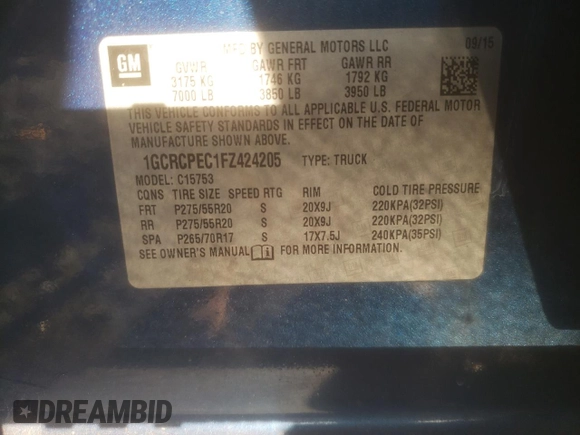 GM
MFD BY GENERAL MOTORS LLC 09/15
GVWR GAWR FRT GAWR RR
3175 KG 1746 KG 1792 KG
7000 LB 3850 LB 3950 LB
THIS VEHICLE CONFORMS TO ALL APPLICABLE U.S. FEDERAL MOTOR
VEHICLE SAFETY STANDARDS IN EFFECT ON THE DATE OF
MANUFACTURE SHOWN ABOVE.
1GCRCPEC1FZ424205 TYPE: TRUCK
MODEL: C15753
CQNS TIRE SIZE SPEED RTG RIM COLD TIRE PRESSURE
FRT P275/55R20 S 20X9J 220KPA(32PSI)
RR P275/55R20 S 20X9J 220KPA(32PSI)
SPA P265/70R17 S 17X7.5J 240KPA(35PSI)
SEE OWNER'S MANUAL FOR MORE INFORMATION.
DREAMBID